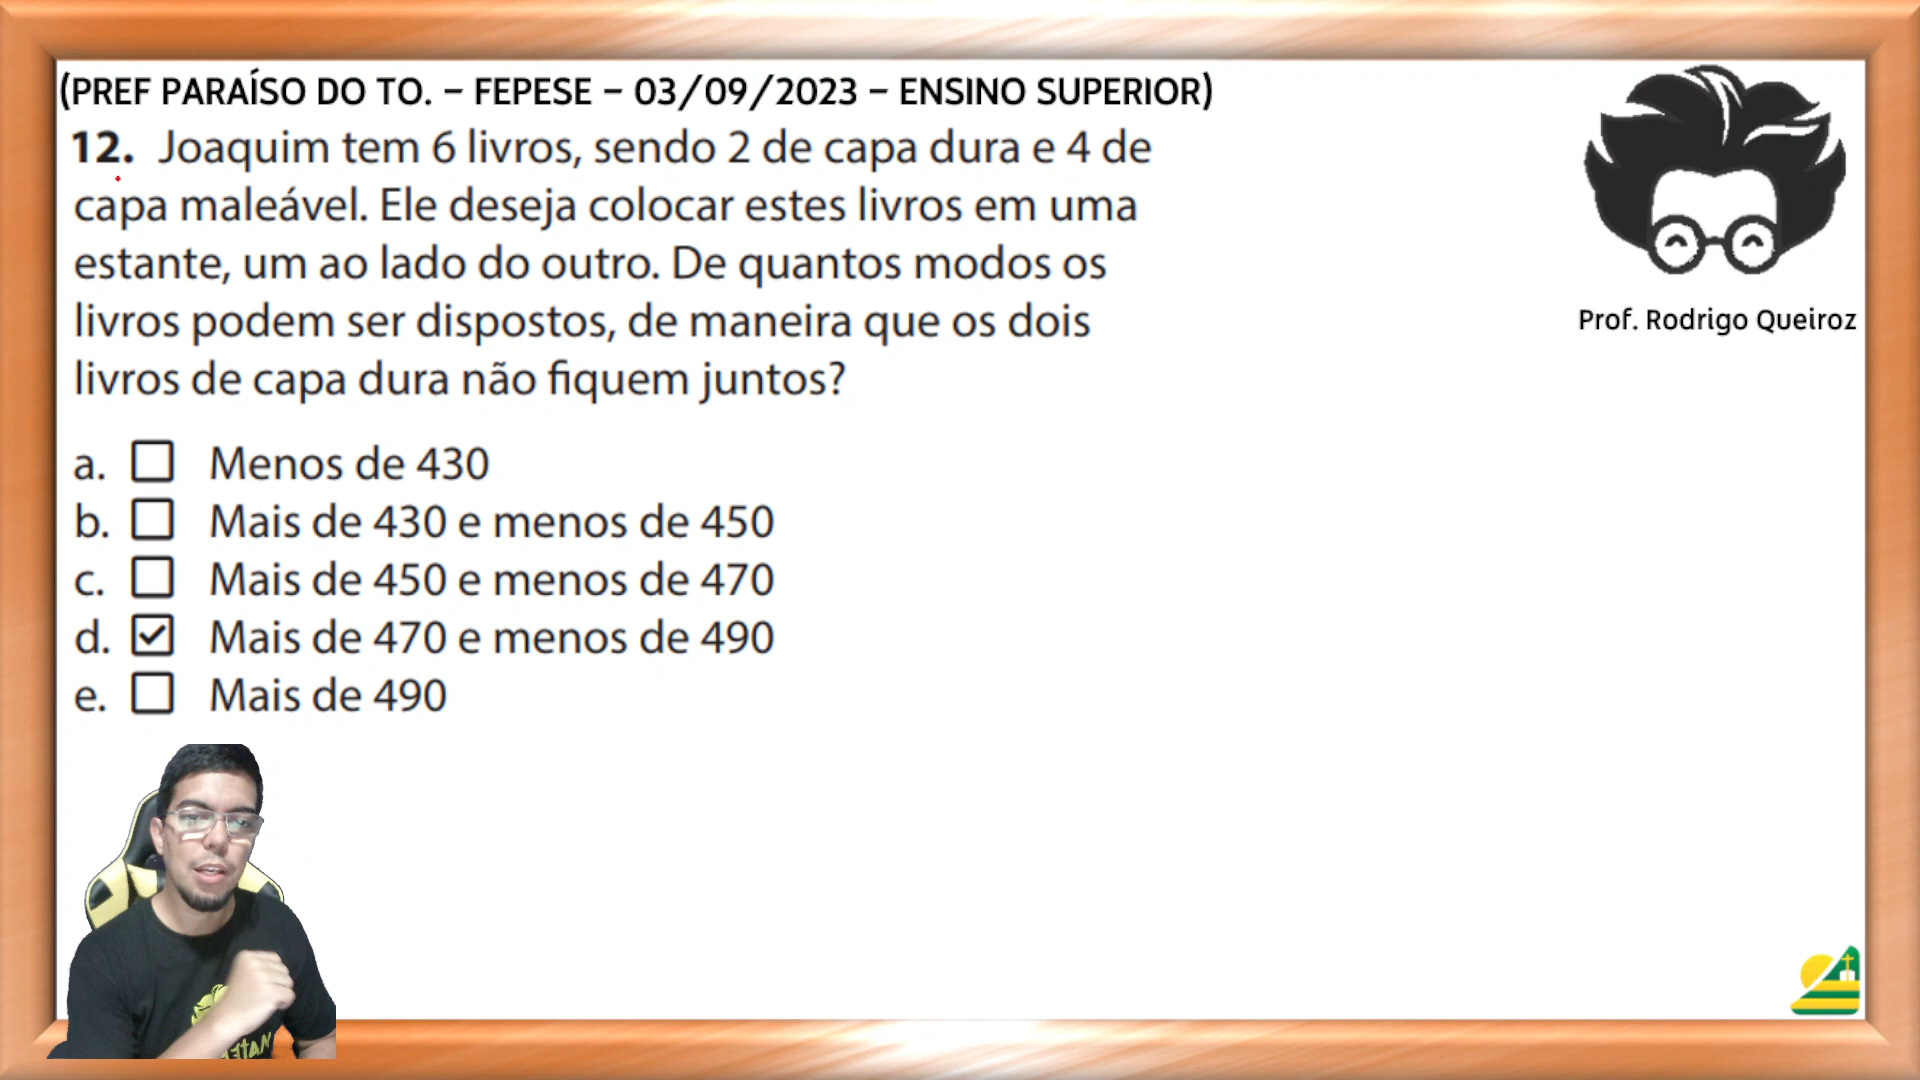 (PREF PARAÍSO DO TO. – FEPESE – 03/09/2023 – ENSINO SUPERIOR)
12. Joaquim tem 6 livros, sendo 2 de capa dura e 4 de
capa maleável. Ele deseja colocar estes livros em uma
estante, um ao lado do outro. De quantos modos os
livros podem ser dispostos, de maneira que os dois
livros de capa dura não fiquem juntos?
a. Menos de 430
b. Mais de 430 e menos de 450
c. Mais de 450 e menos de 470
d. Mais de 470 e menos de 490
e. Mais de 490
Prof. Rodrigo Queiroz